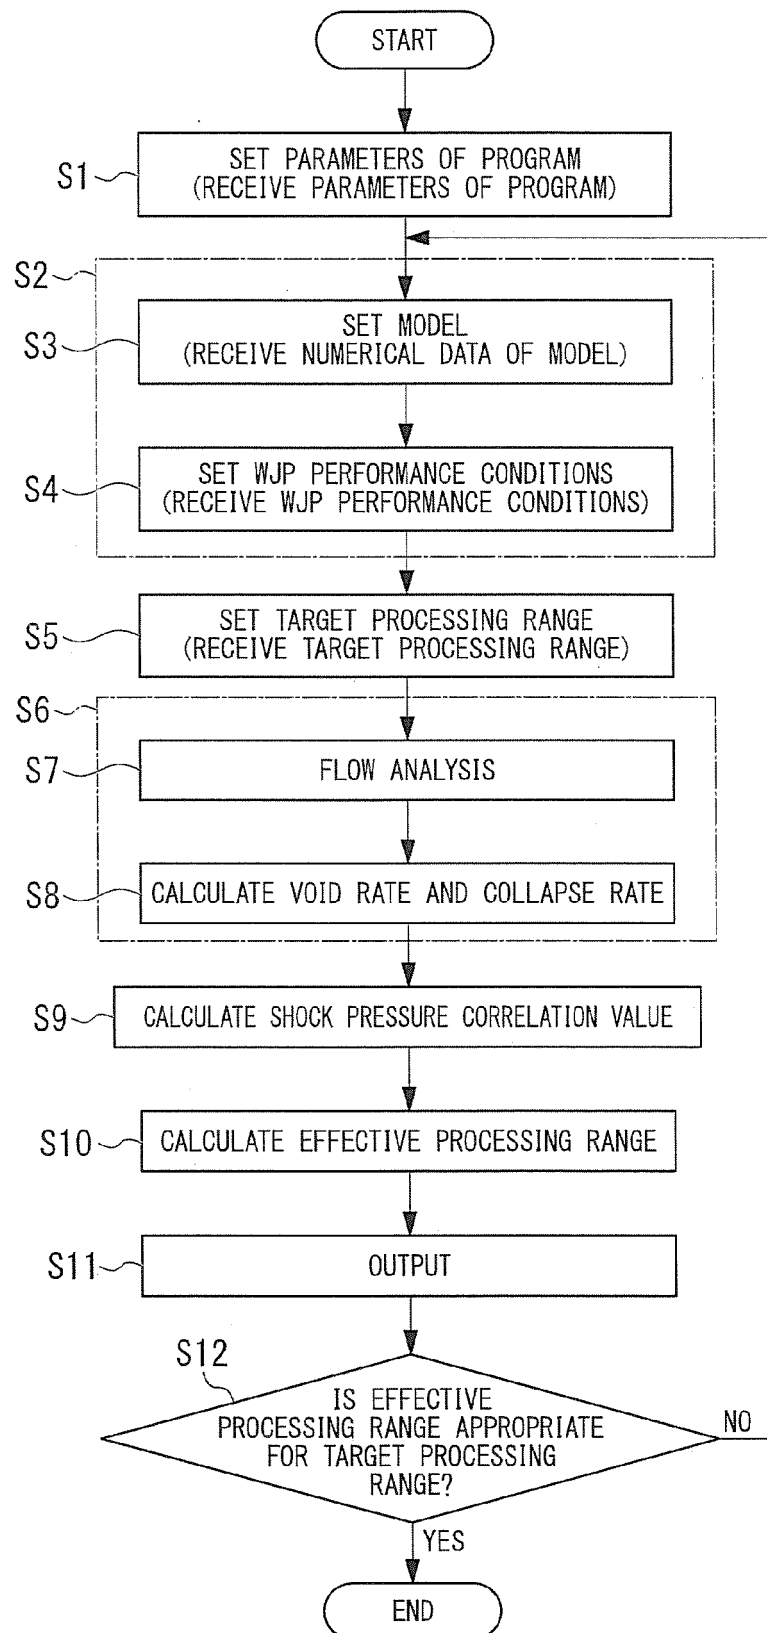 START
S1
SET PARAMETERS OF PROGRAM
(RECEIVE PARAMETERS OF PROGRAM)
S2
S3
SET MODEL
(RECEIVE NUMERICAL DATA OF MODEL)
S4
SET WJP PERFORMANCE CONDITIONS
(RECEIVE WJP PERFORMANCE CONDITIONS)
S5
SET TARGET PROCESSING RANGE
(RECEIVE TARGET PROCESSING RANGE)
S6
S7
FLOW ANALYSIS
S8
CALCULATE VOID RATE AND COLLAPSE RATE
S9
CALCULATE SHOCK PRESSURE CORRELATION VALUE
S10
CALCULATE EFFECTIVE PROCESSING RANGE
S11
OUTPUT
S12
IS EFFECTIVE
PROCESSING RANGE APPROPRIATE
FOR TARGET PROCESSING
RANGE?
NO
YES
END